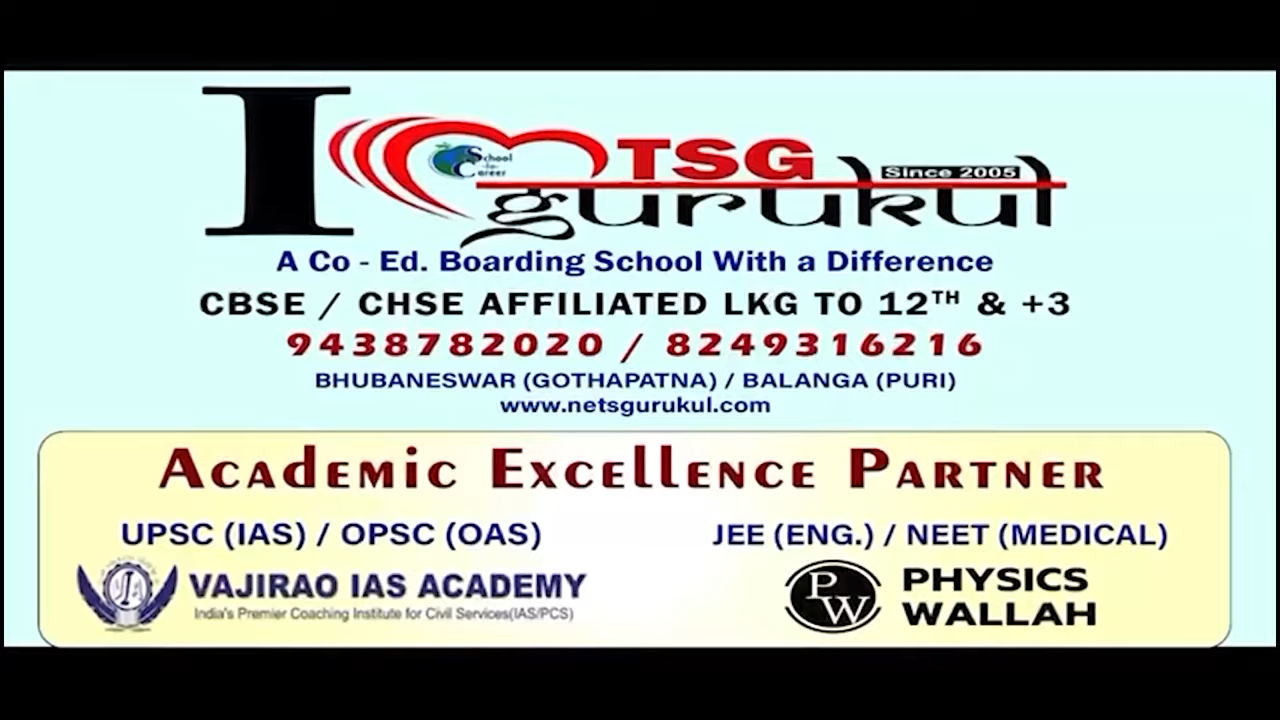 I TSG gurukul Since 2005
School -to- Career
A Co - Ed. Boarding School With a Difference
CBSE / CHSE AFFILIATED LKG TO 12TH & +3
9438782020 / 8249316216
BHUBANESWAR (GOTHAPATNA) / BALANGA (PURI)
www.netsgurukul.com
Academic Excellence Partner
UPSC (IAS) / OPSC (OAS)
VAJIRAO IAS ACADEMY
India's Premier Coaching Institute for Civil Services(IAS/PCS)
JEE (ENG.) / NEET (MEDICAL)
PW PHYSICS
WALLAH